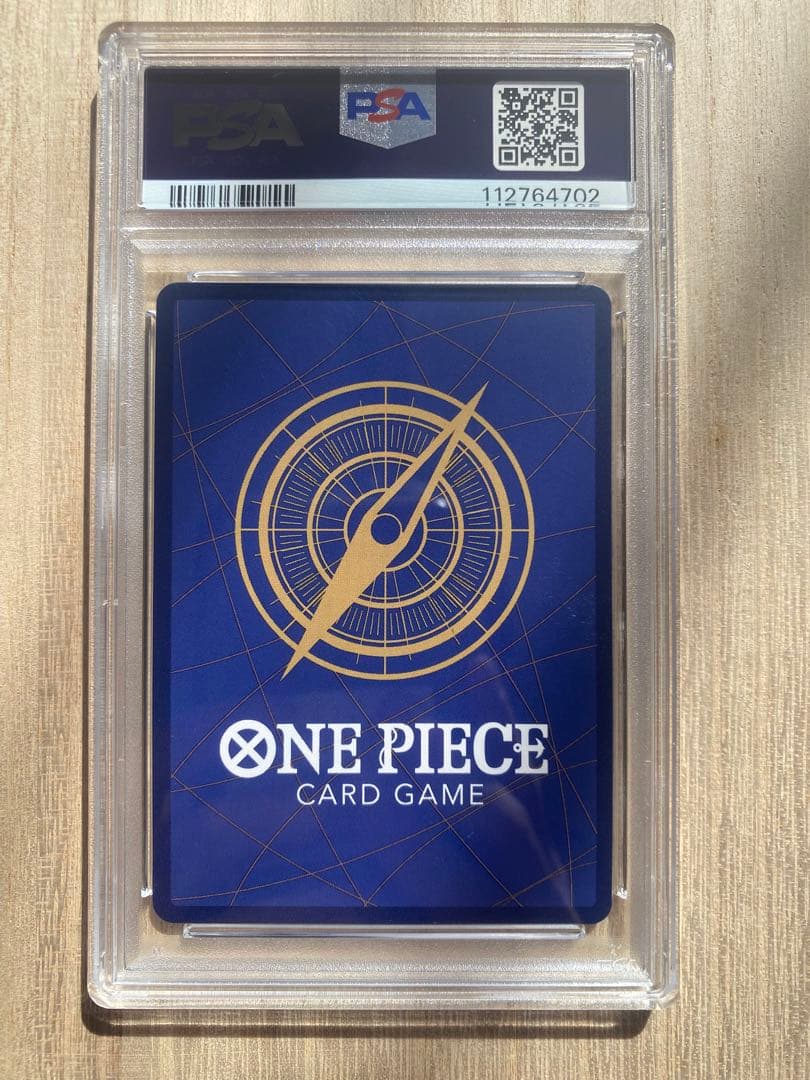 PSA
PSA
112764702
ONE PIECE
CARD GAME